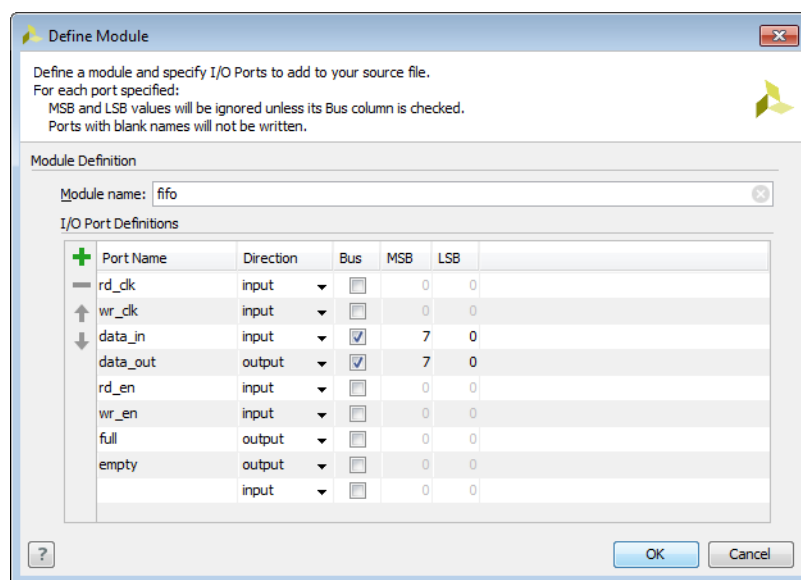 Define Module
Define a module and specify I/O Ports to add to your source file.
For each port specified:
MSB and LSB values will be ignored unless its Bus column is checked.
Ports with blank names will not be written.
Module Definition
Module name: fifo
I/O Port Definitions
Port Name Direction Bus MSB LSB
rd_clk input 0 0
wr_clk input 0 0
data_in input 7 0
data_out output 7 0
rd_en input 0 0
wr_en input 0 0
full output 0 0
empty output 0 0
input 0 0
? OK Cancel